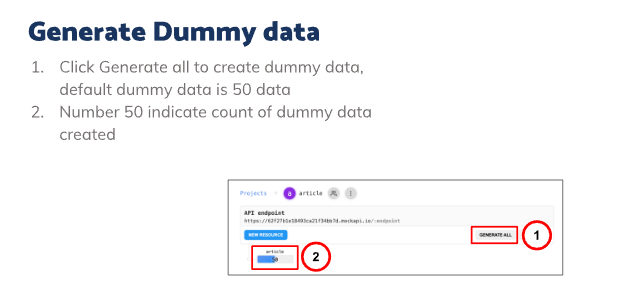 Generate Dummy data
1. Click Generate all to create dummy data,
default dummy data is 50 data
2. Number 50 indicate count of dummy data
created
Projects a article
API endpoint
https://62f27b5e18493ca21f34bb7d.mockapi.io/:endpoint
NEW RESOURCE GENERATE ALL 1
article
50 2